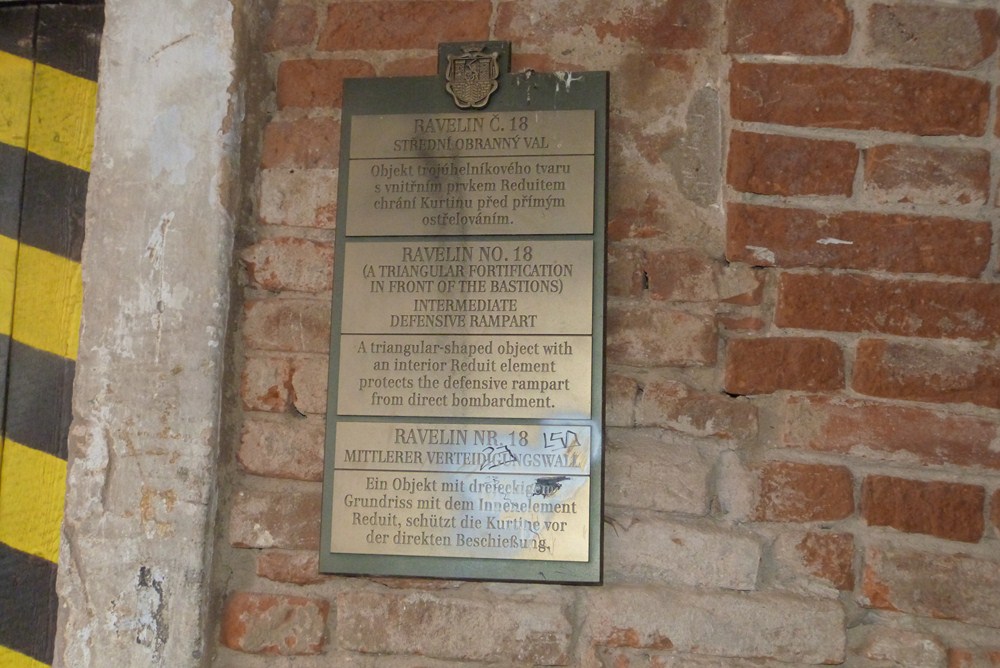 RAVELIN Č. 18
STŘEDNÍ OBRANNÝ VAL
Objekt trojúhelníkového tvaru
s vnitřním prvkem Reduitem
chrání Kurtinu před přímým
ostřelováním.
RAVELIN NO. 18
(A TRIANGULAR FORTIFICATION
IN FRONT OF THE BASTIONS)
INTERMEDIATE
DEFENSIVE RAMPART
A triangular-shaped object with
an interior Reduit element
protects the defensive rampart
from direct bombardment.
RAVELIN NR. 18
MITTLERER VERTEIDIGUNGSWALL
Ein Objekt mit dreieckigem
Grundriss mit dem Innenelement
Reduit, schützt die Kurtine vor
der direkten Beschießung.